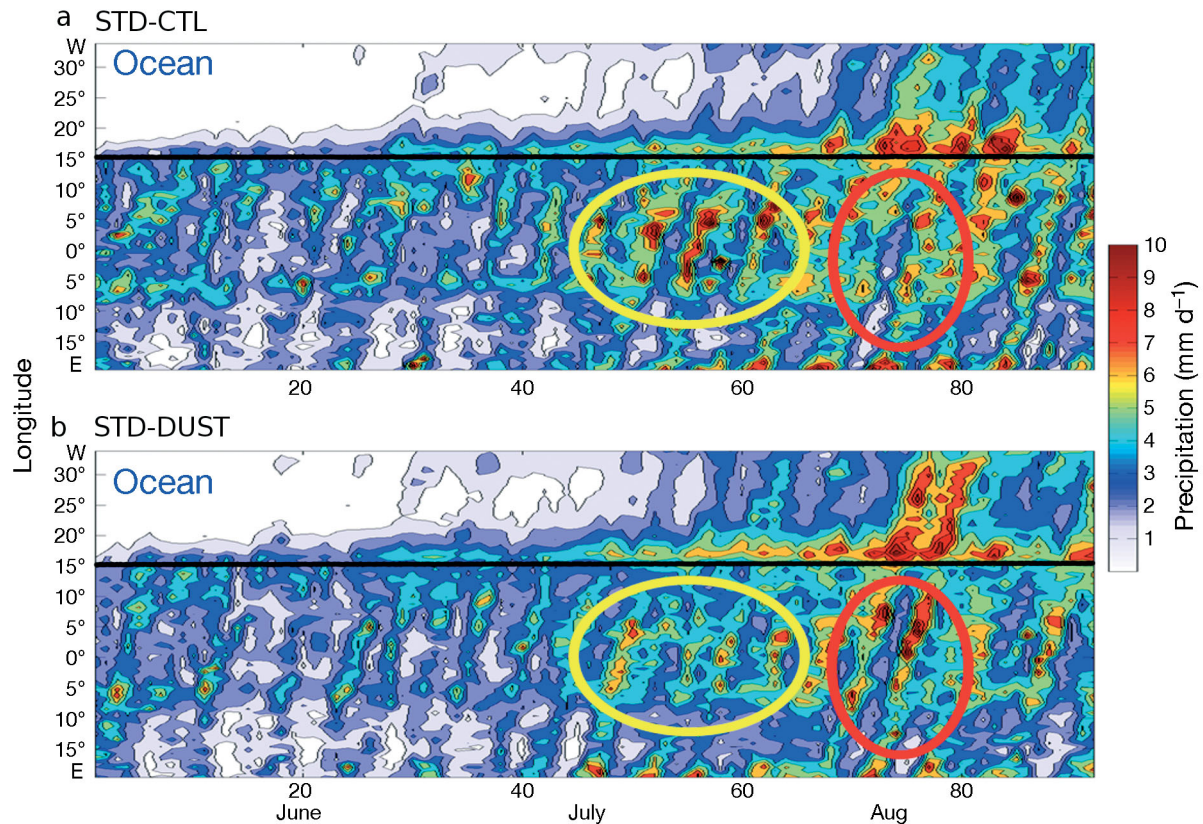 a STD-CTL
W
Ocean
30°
25°
20°
15°
10°
5°
0°
5°
10°
15°
E
20 40 60 80
Longitude
10
9
8
7
6
5
4
3
2
1
Precipitation (mm d⁻¹)
b STD-DUST
W
Ocean
30°
25°
20°
15°
10°
5°
0°
5°
10°
15°
E
20 40 60 80
June July Aug